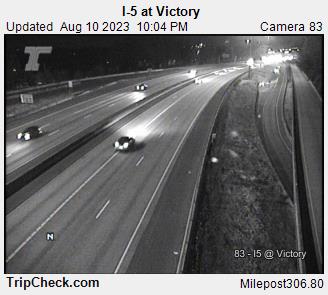 I-5 at Victory
Updated Aug 10 2023 10:04 PM Camera 83
T
N
83 - I5 @ Victory
TripCheck.com Milepost306.80